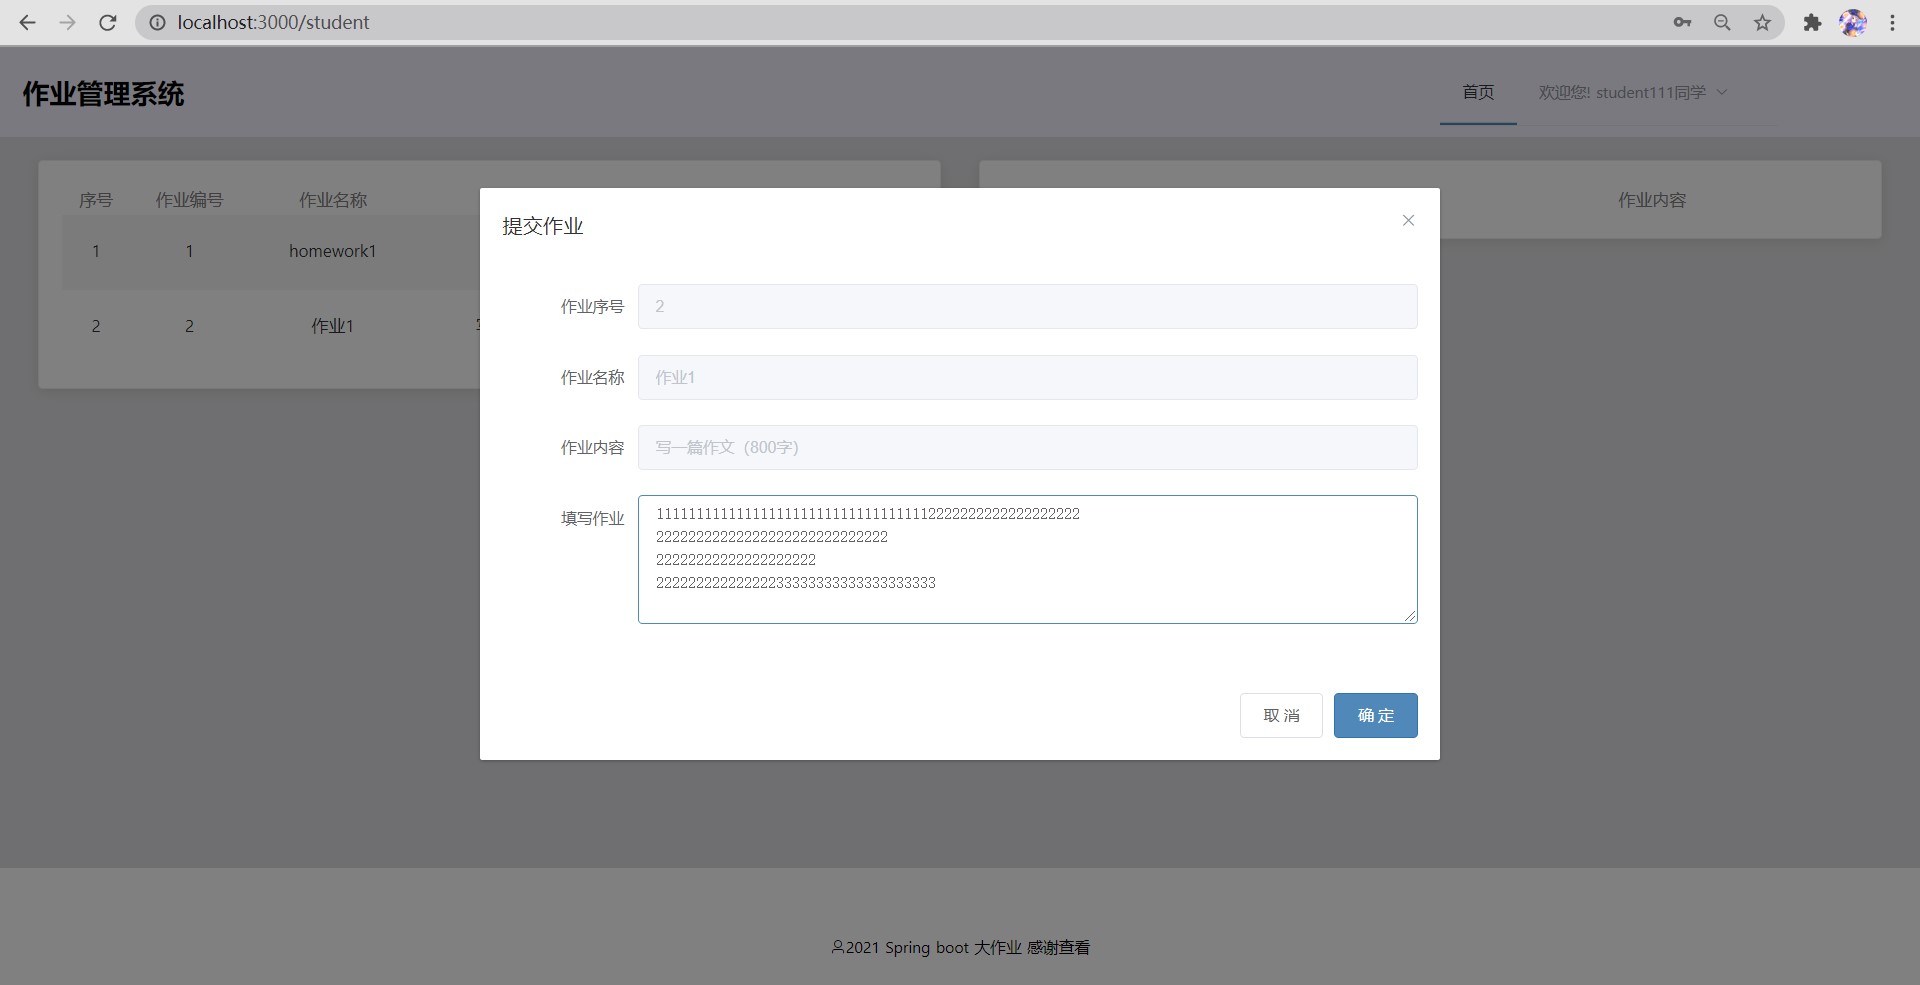 localhost:3000/student
作业管理系统
首页
欢迎您! student111同学
序号 作业编号 作业名称
作业内容
1 1 homework1
2 2 作业1
提交作业
作业序号 2
作业名称 作业1
作业内容 写一篇作文（800字）
填写作业
11111111111111111111111111111111112222222222222222222
22222222222222222222222222222
22222222222222222222
22222222222222233333333333333333333
取 消
确 定
2021 Spring boot 大作业 感谢查看